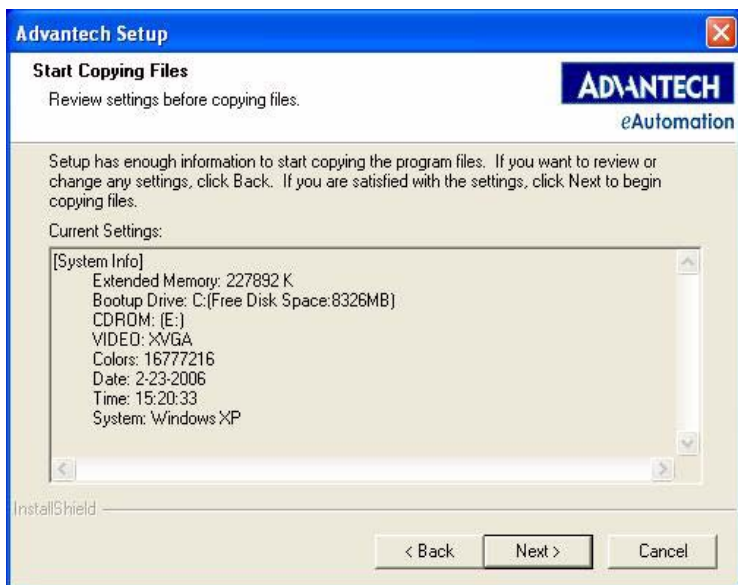 Advantech Setup
Start Copying Files
Review settings before copying files.
ADVANTECH
eAutomation
Setup has enough information to start copying the program files. If you want to review or
change any settings, click Back. If you are satisfied with the settings, click Next to begin
copying files.
Current Settings:
[System Info]
Extended Memory: 227892 K
Bootup Drive: C:(Free Disk Space:8326MB)
CDROM: (E:)
VIDEO: XVGA
Colors: 16777216
Date: 2-23-2006
Time: 15:20:33
System: Windows XP
InstallShield
< Back
Next >
Cancel